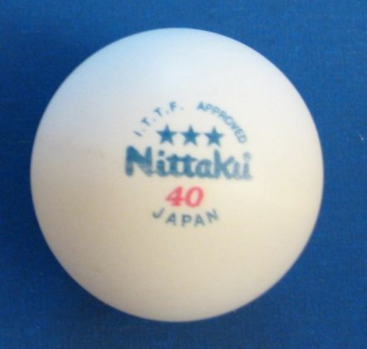 I.T.T.F. APPROVED
★★★
Nittaku
40
JAPAN